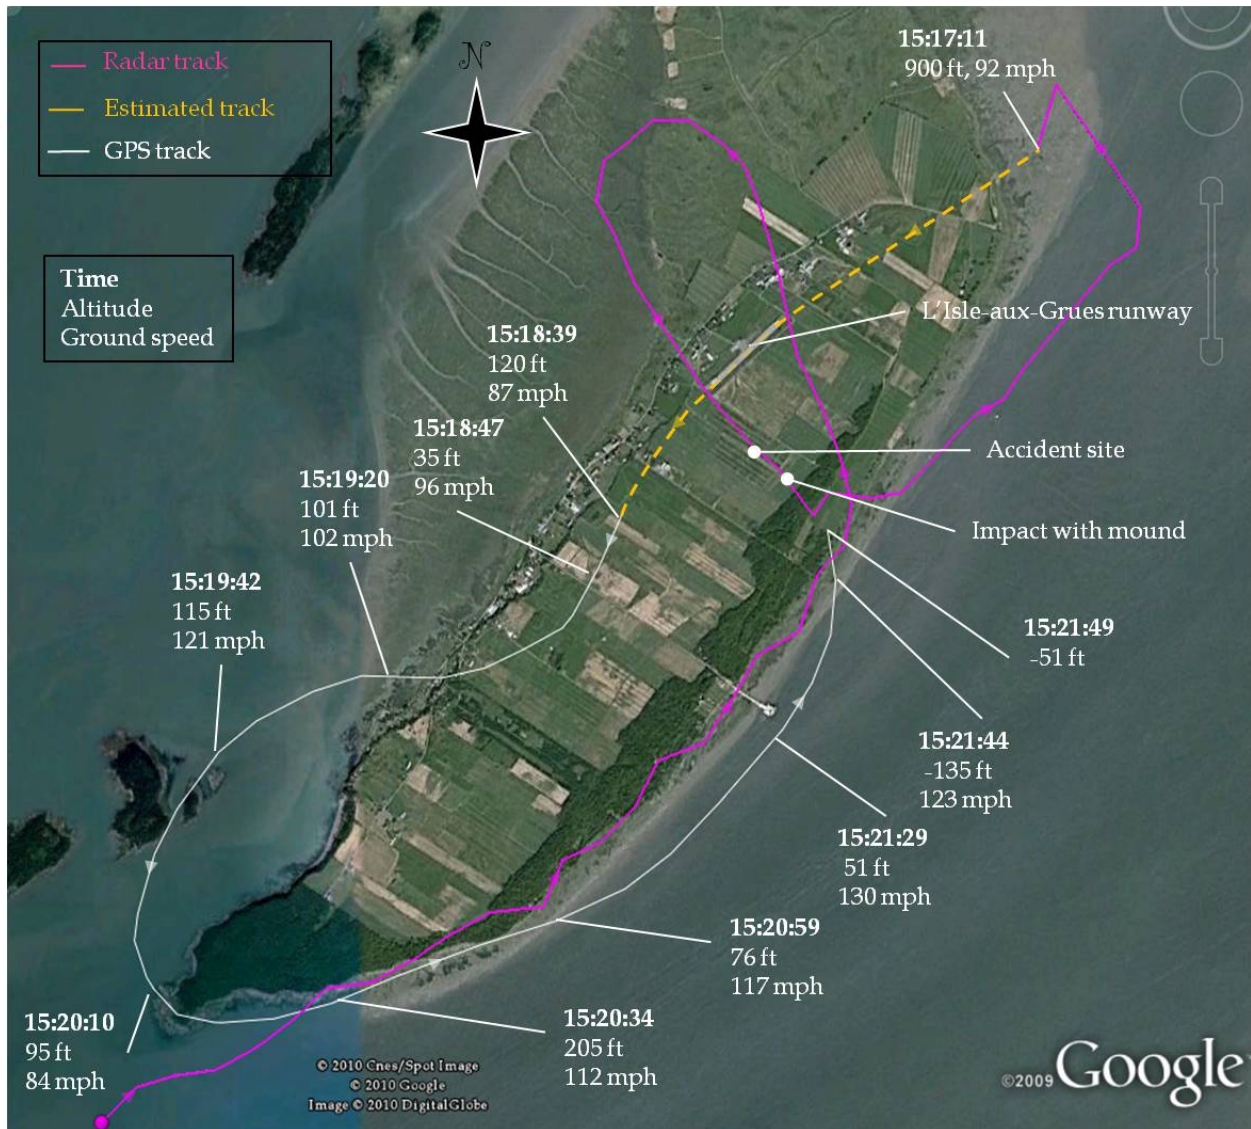 Radar track
Estimated track
GPS track
N
15:17:11
900 ft, 92 mph
Time
Altitude
Ground speed
L'Isle-aux-Grues runway
15:18:39
120 ft
87 mph
15:18:47
35 ft
96 mph
Accident site
15:19:20
101 ft
102 mph
Impact with mound
15:19:42
115 ft
121 mph
15:21:49
-51 ft
15:21:44
-135 ft
123 mph
15:21:29
51 ft
130 mph
15:20:59
76 ft
117 mph
15:20:10
95 ft
84 mph
15:20:34
205 ft
112 mph
© 2010 Cnes/Spot Image
© 2010 Google
Image © 2010 DigitalGlobe
©2009 Google